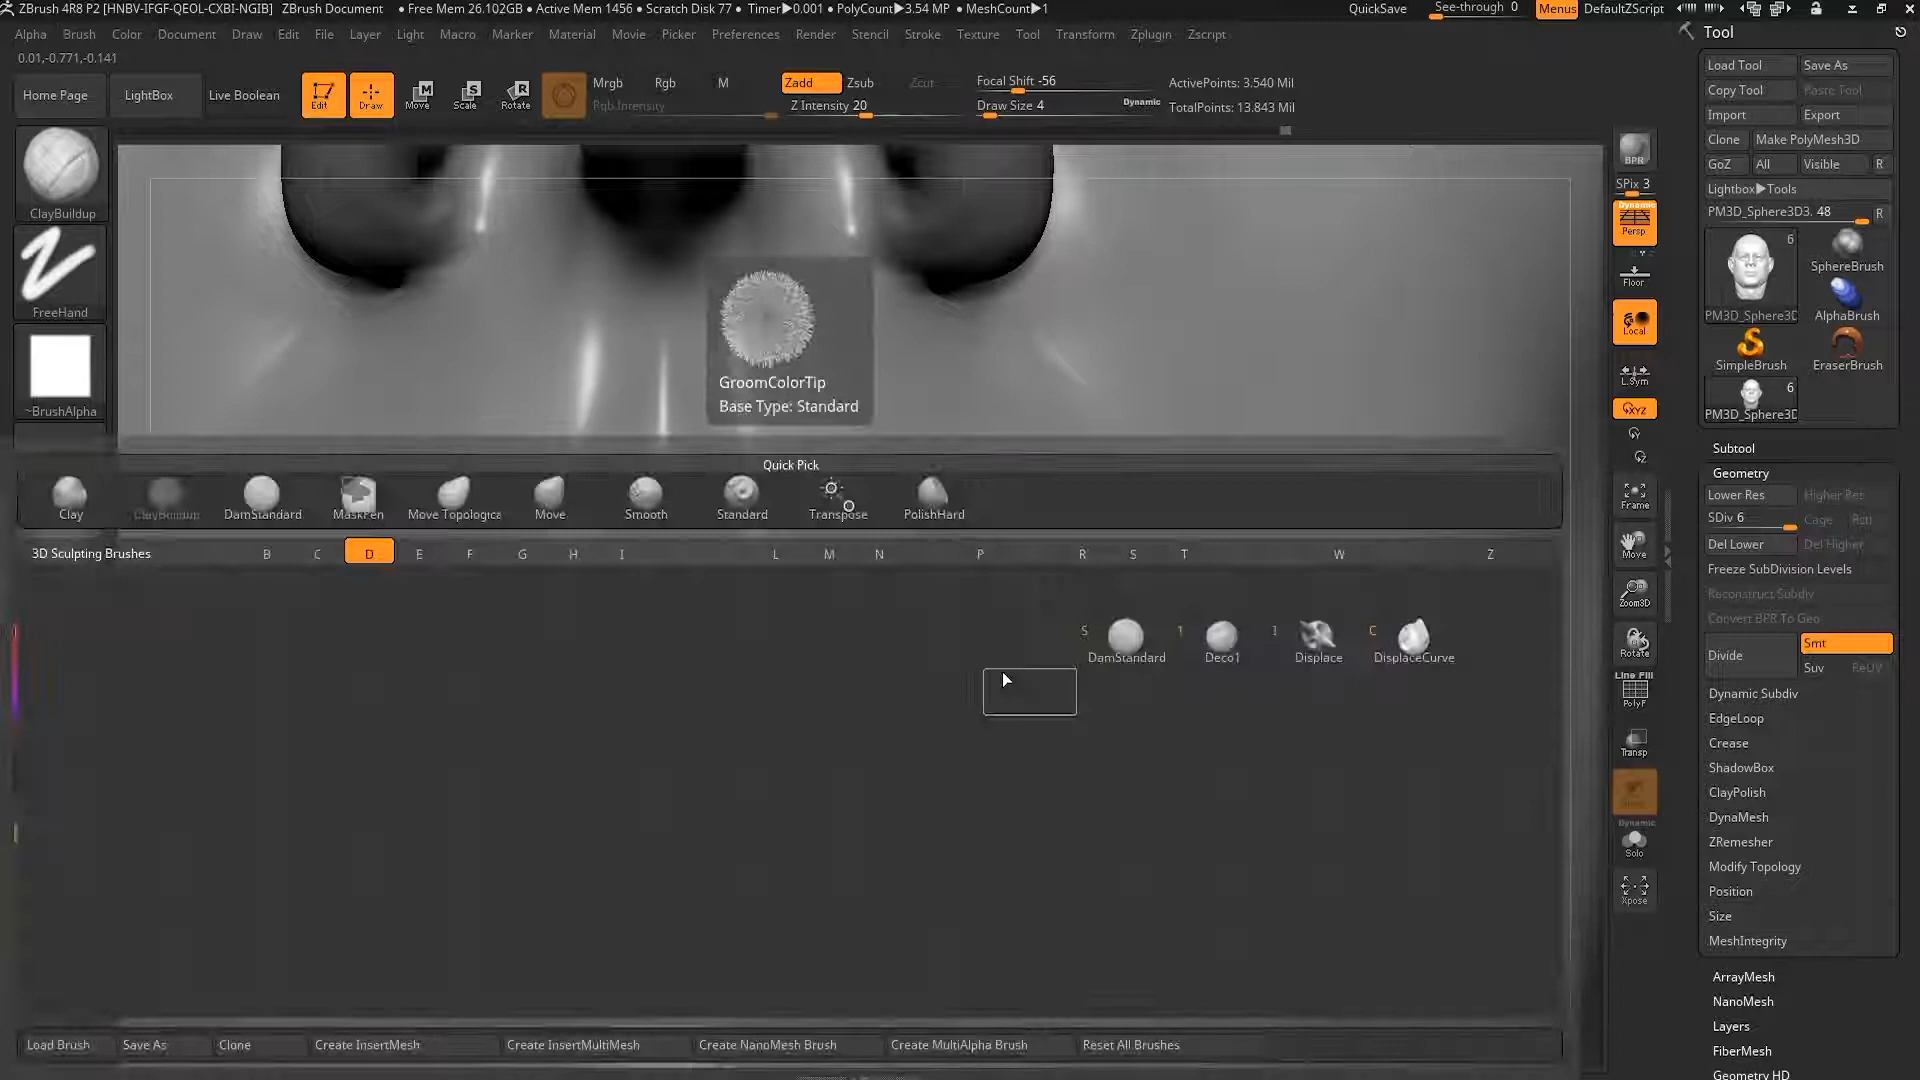 ZBrush 4R8 P2 [HNBV-IFGF-QEOL-CXBI-NGIB] ZBrush Document • Free Mem 26.102GB • Active Mem 1456 • Scratch Disk 77 • Timer▶0.001 • PolyCount▶3.54 MP • MeshCount▶1 QuickSave See-through 0 Menus DefaultZScript
Alpha Brush Color Document Draw Edit File Layer Light Macro Marker Material Movie Picker Preferences Render Stencil Stroke Texture Tool Transform Zplugin Zscript
0.01,-0.771,-0.141
Home Page LightBox Live Boolean Edit Draw Move Scale Rotate
Mrgb Rgb M Zadd Zsub Zcut Focal Shift -56 ActivePoints: 3.540 Mil
Rgb Intensity Z Intensity 20 Draw Size 4 Dynamic TotalPoints: 13.843 Mil
ClayBuildup
FreeHand
~BrushAlpha
GroomColorTip
Base Type: Standard
Quick Pick
Clay ClayBuildup DamStandard MaskPen Move Topologica Move Smooth Standard Transpose PolishHard
3D Sculpting Brushes B C D E F G H I L M N P R S T W Z
S 1 I C
DamStandard Deco1 Displace DisplaceCurve
Load Brush Save As Clone Create InsertMesh Create InsertMultiMesh Create NanoMesh Brush Create MultiAlpha Brush Reset All Brushes
BPR
SPix 3
Dynamic
Persp
Floor
Local
L.Sym
XYZ
Frame
Move
Zoom3D
Rotate
Line Fill
PolyF
Transp
Dynamic
Solo
Xpose
Tool
Load Tool Save As
Copy Tool Paste Tool
Import Export
Clone Make PolyMesh3D
GoZ All Visible R
Lightbox▶Tools
PM3D_Sphere3D3. 48 R
6
SphereBrush
PM3D_Sphere3D AlphaBrush
SimpleBrush EraserBrush
6
PM3D_Sphere3D
Subtool
Geometry
Lower Res Higher Res
SDiv 6 Cage Rstr
Del Lower Del Higher
Freeze SubDivision Levels
Reconstruct Subdiv
Convert BPR To Geo
Divide Smt
Suv ReUV
Dynamic Subdiv
EdgeLoop
Crease
ShadowBox
ClayPolish
DynaMesh
ZRemesher
Modify Topology
Position
Size
MeshIntegrity
ArrayMesh
NanoMesh
Layers
FiberMesh
Geometry HD